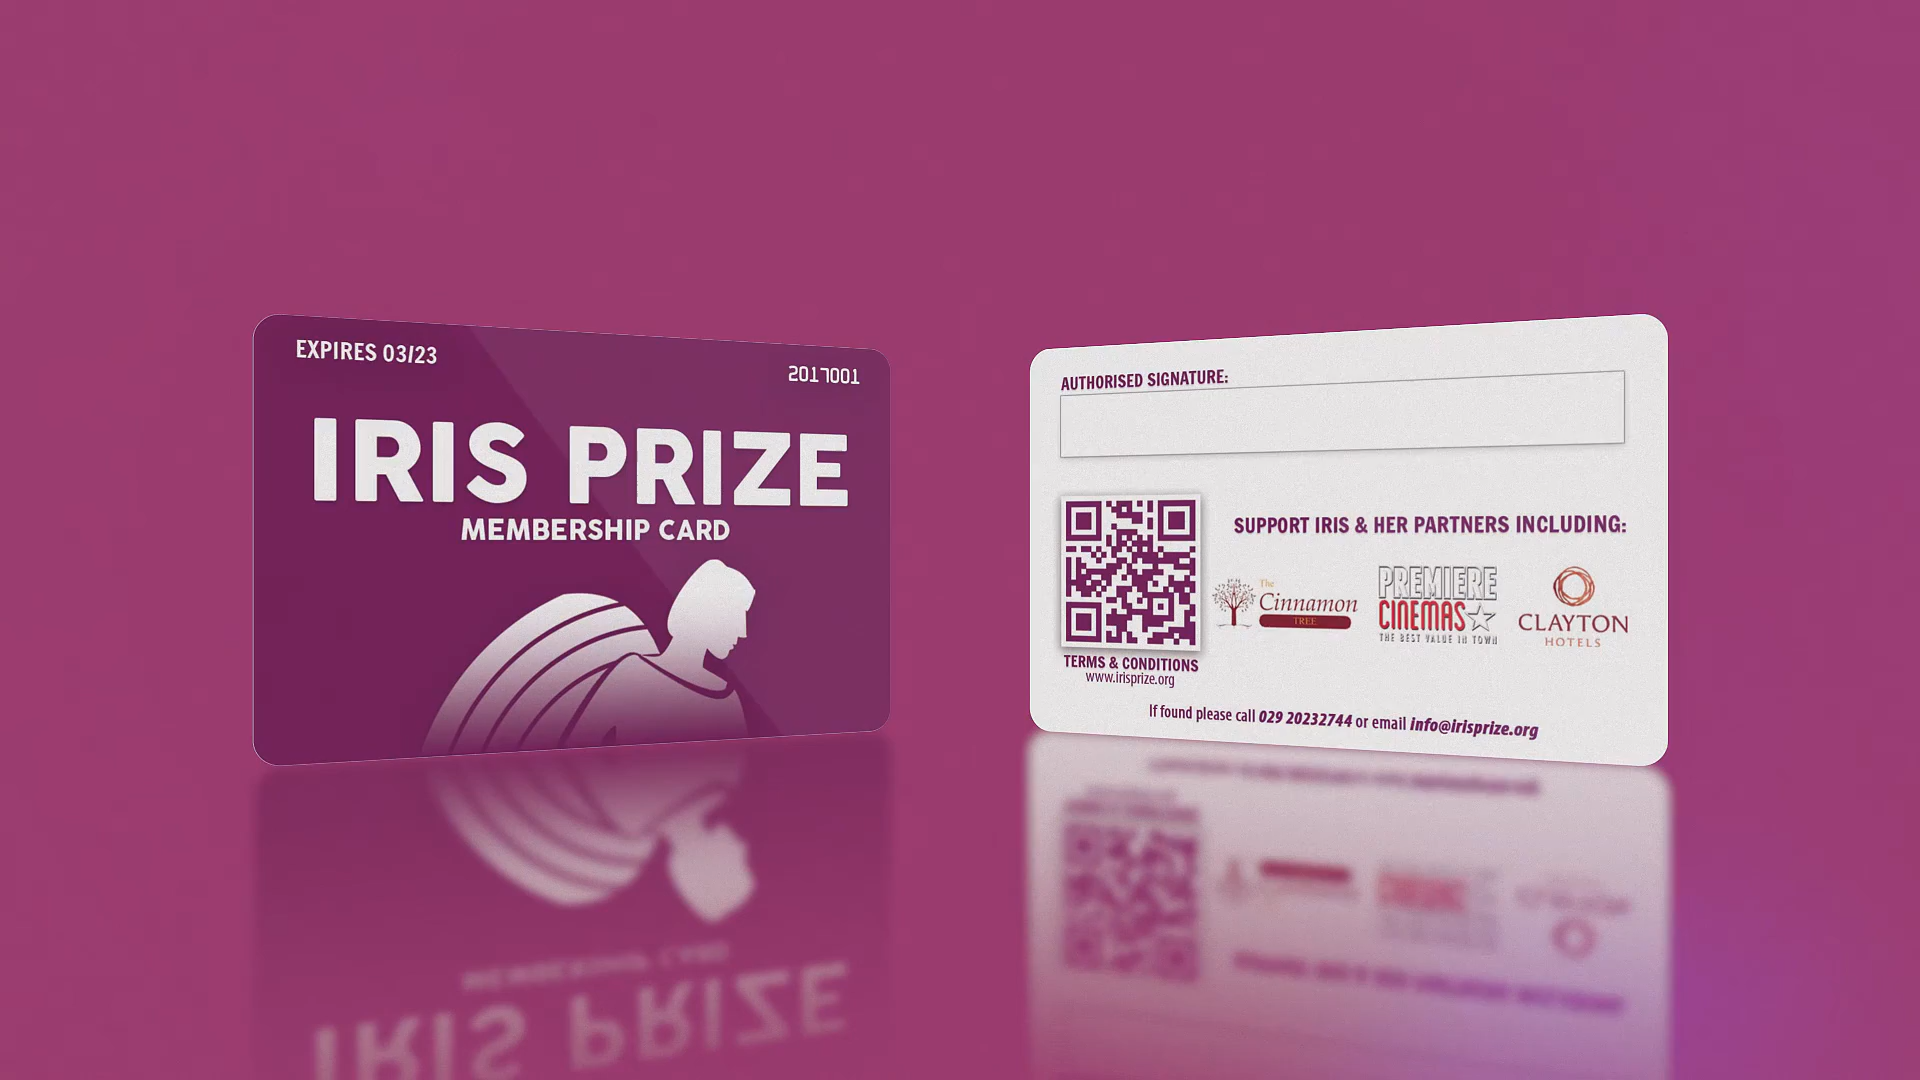 EXPIRES 03/23
2017001
IRIS PRIZE
MEMBERSHIP CARD
AUTHORISED SIGNATURE:
SUPPORT IRIS & HER PARTNERS INCLUDING:
The
Cinnamon
TREE
PREMIERE
CINEMAS
THE BEST VALUE IN TOWN
CLAYTON
HOTELS
TERMS & CONDITIONS
www.irisprize.org
If found please call 029 20232744 or email info@irisprize.org